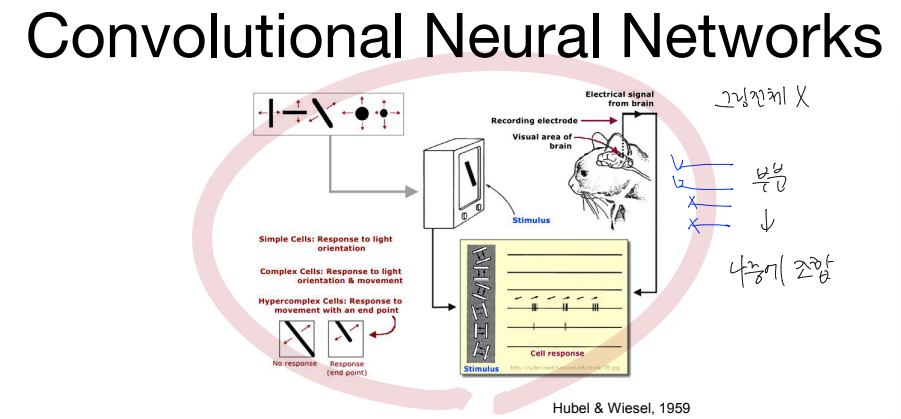 Convolutional Neural Networks
Electrical signal
from brain
Recording electrode
Visual area of
brain
그림전체 X
부분
↓
나중에 조합
Stimulus
Simple Cells: Response to light
orientation
Complex Cells: Response to light
orientation & movement
Hypercomplex Cells: Response to
movement with an end point
No response
Response
(end point)
Cell response
Stimulus
Hubel & Wiesel, 1959